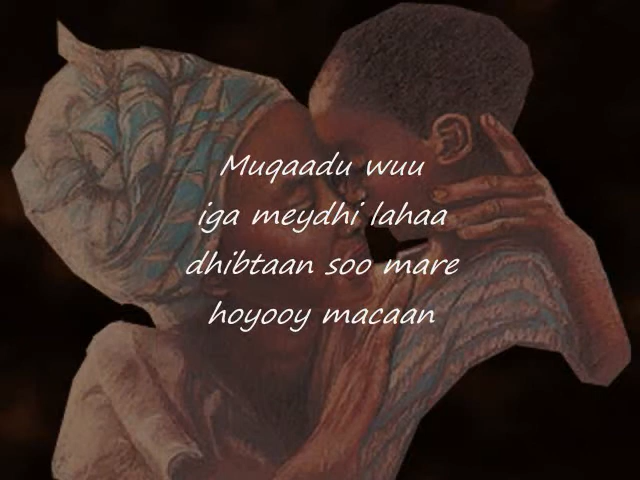 Muqaadu wuu
iga meydhi lahaa
dhibtaan soo mare
hoyooy macaan